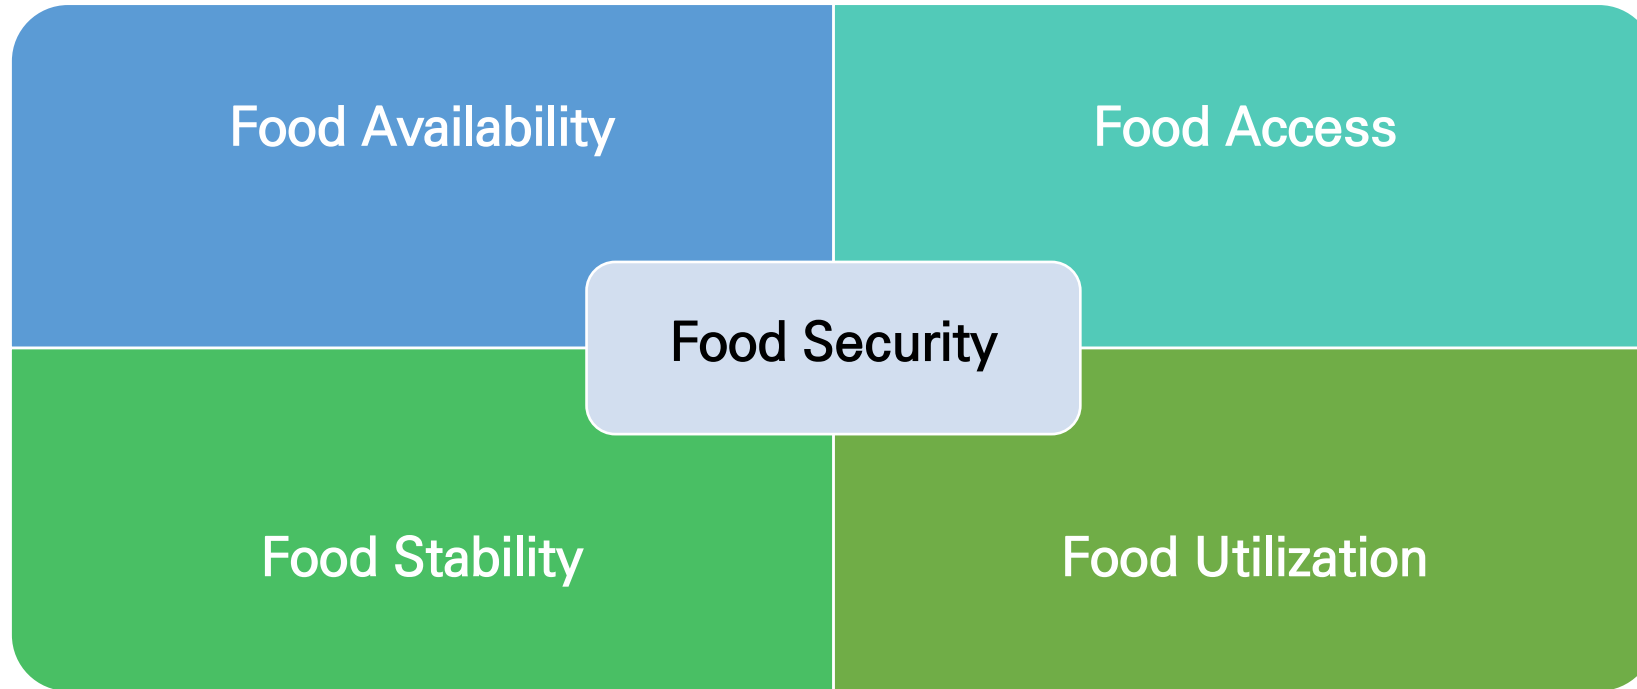 Food Availability
Food Access
Food Security
Food Stability
Food Utilization